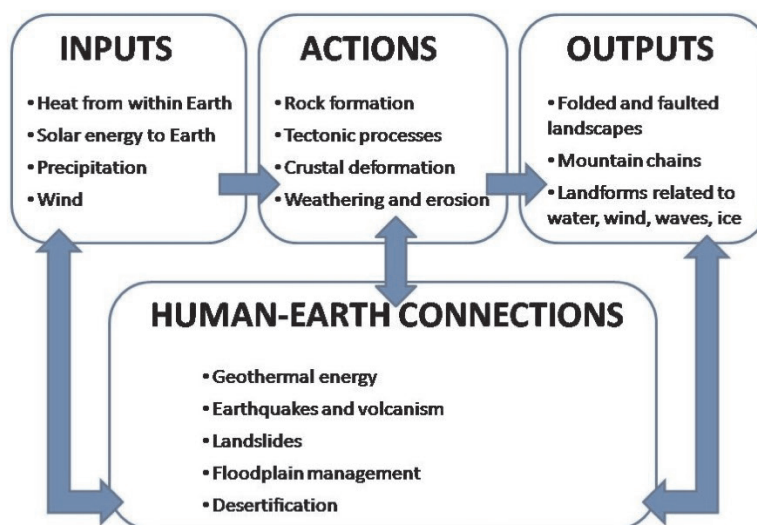 INPUTS
• Heat from within Earth
• Solar energy to Earth
• Precipitation
• Wind
ACTIONS
• Rock formation
• Tectonic processes
• Crustal deformation
• Weathering and erosion
OUTPUTS
• Folded and faulted
landscapes
• Mountain chains
• Landforms related to
water, wind, waves, ice
HUMAN-EARTH CONNECTIONS
• Geothermal energy
• Earthquakes and volcanism
• Landslides
• Floodplain management
• Desertification